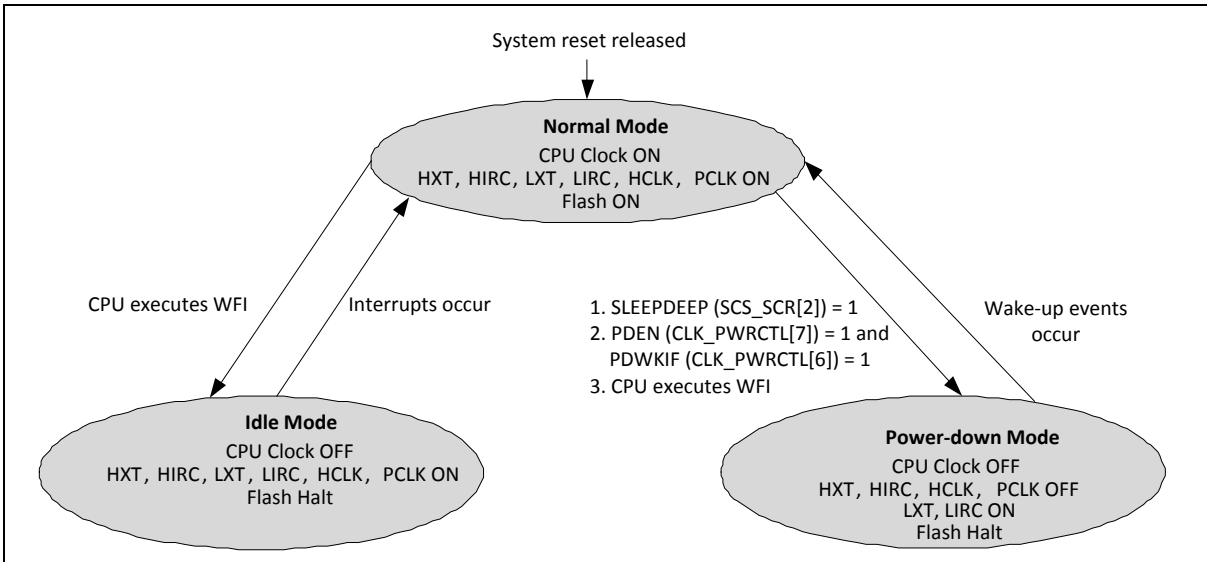 System reset released
Normal Mode
CPU Clock ON
HXT, HIRC, LXT, LIRC, HCLK, PCLK ON
Flash ON
CPU executes WFI
Interrupts occur
1. SLEEPDEEP (SCS_SCR[2]) = 1
2. PDEN (CLK_PWRCTL[7]) = 1 and
PDWKIF (CLK_PWRCTL[6]) = 1
3. CPU executes WFI
Wake-up events
occur
Idle Mode
CPU Clock OFF
HXT, HIRC, LXT, LIRC, HCLK, PCLK ON
Flash Halt
Power-down Mode
CPU Clock OFF
HXT, HIRC, HCLK, PCLK OFF
LXT, LIRC ON
Flash Halt